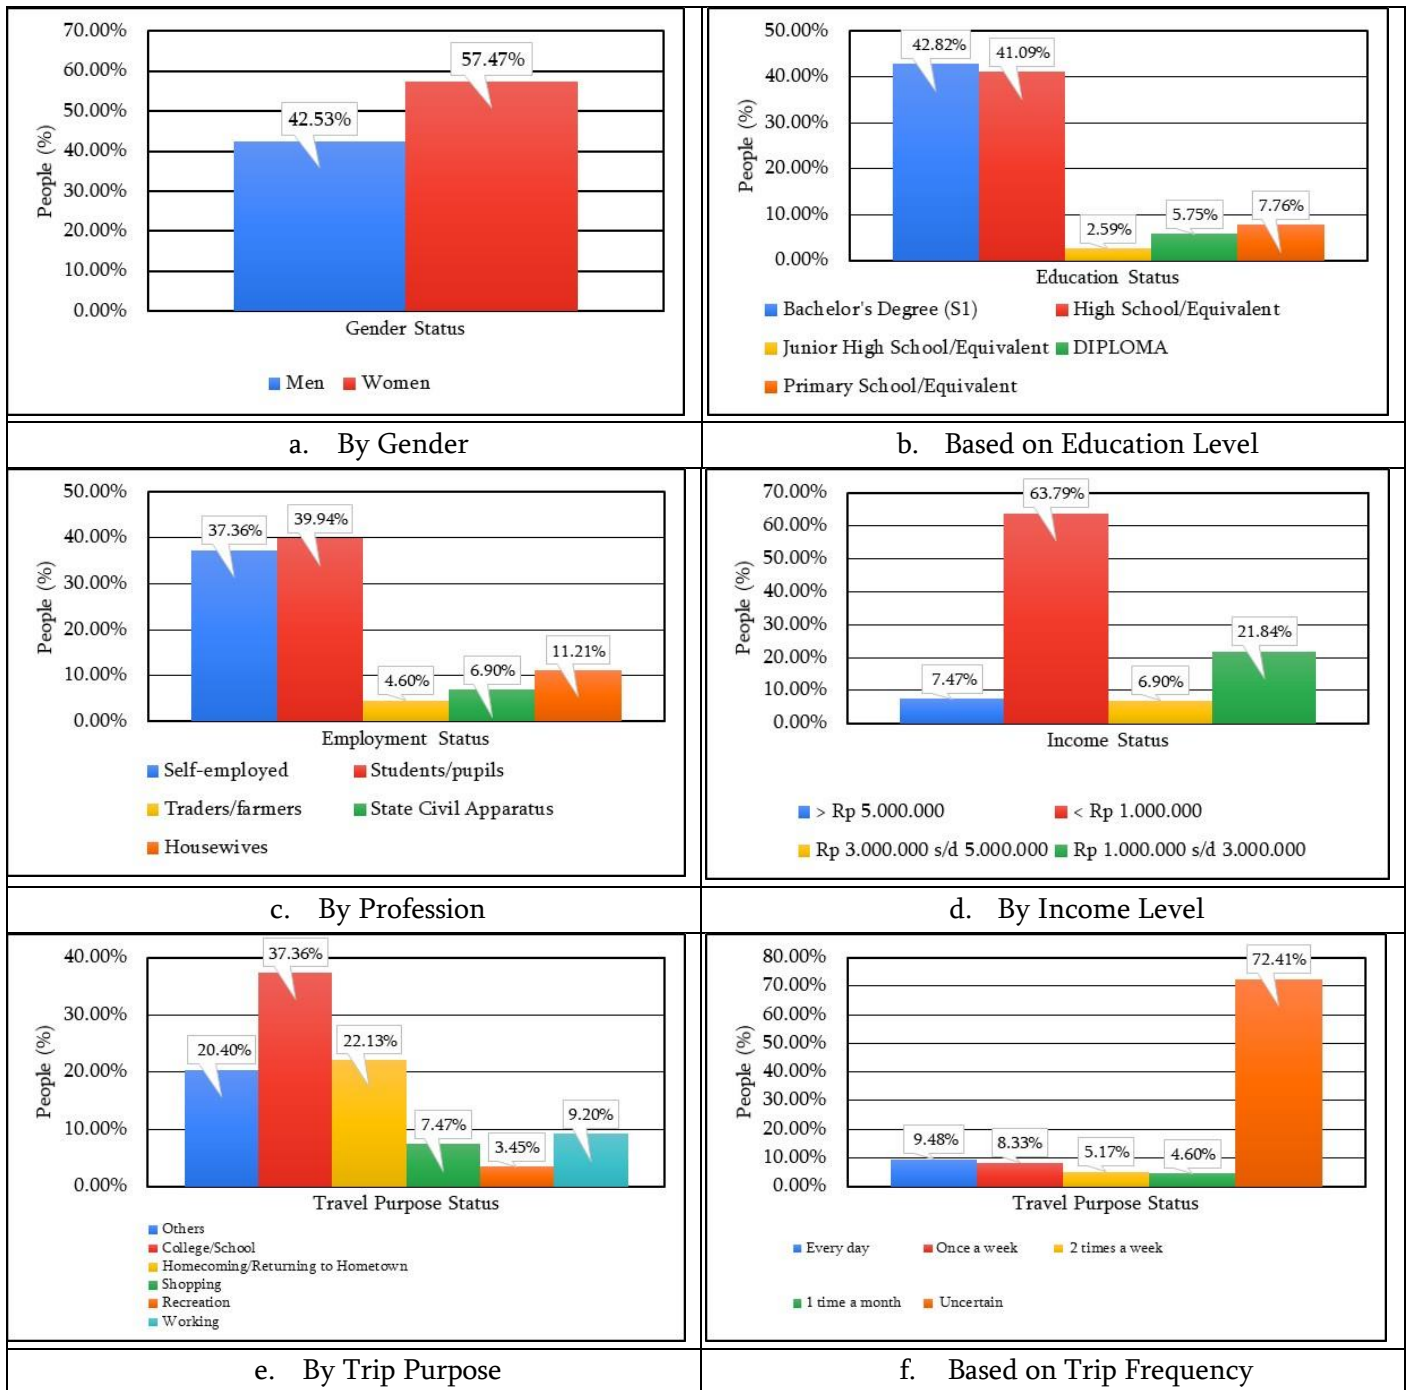 70.00%
60.00%
50.00%
40.00%
30.00%
20.00%
10.00%
0.00%
People (%)
42.53%
57.47%
Gender Status
Men Women
a. By Gender
50.00%
40.00%
30.00%
20.00%
10.00%
0.00%
People (%)
42.82%
41.09%
2.59%
5.75%
7.76%
Education Status
Bachelor's Degree (S1) High School/Equivalent
Junior High School/Equivalent DIPLOMA
Primary School/Equivalent
b. Based on Education Level
50.00%
40.00%
30.00%
20.00%
10.00%
0.00%
People (%)
37.36%
39.94%
4.60%
6.90%
11.21%
Employment Status
Self-employed Students/pupils
Traders/farmers State Civil Apparatus
Housewives
c. By Profession
70.00%
60.00%
50.00%
40.00%
30.00%
20.00%
10.00%
0.00%
People (%)
7.47%
63.79%
6.90%
21.84%
Income Status
> Rp 5.000.000 < Rp 1.000.000
Rp 3.000.000 s/d 5.000.000 Rp 1.000.000 s/d 3.000.000
d. By Income Level
40.00%
30.00%
20.00%
10.00%
0.00%
People (%)
20.40%
37.36%
22.13%
7.47%
3.45%
9.20%
Travel Purpose Status
Others
College/School
Homecoming/Returning to Hometown
Shopping
Recreation
Working
e. By Trip Purpose
80.00%
70.00%
60.00%
50.00%
40.00%
30.00%
20.00%
10.00%
0.00%
People (%)
9.48%
8.33%
5.17%
4.60%
72.41%
Travel Purpose Status
Every day Once a week 2 times a week
1 time a month Uncertain
f. Based on Trip Frequency